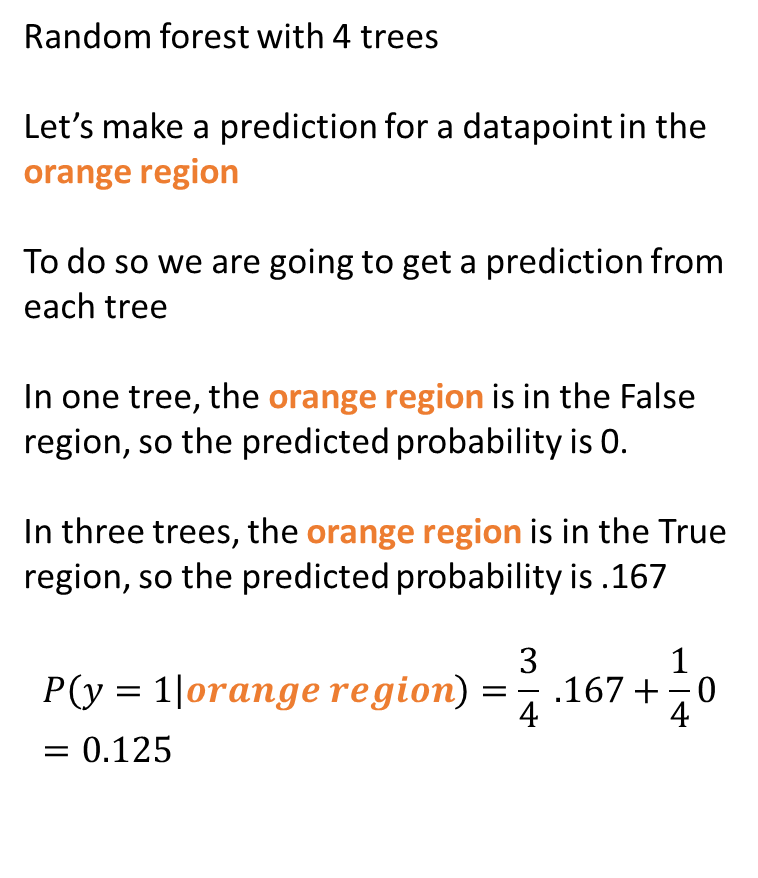 Random forest with 4 trees
Let’s make a prediction for a datapoint in the
orange region
To do so we are going to get a prediction from
each tree
In one tree, the orange region is in the False
region, so the predicted probability is 0.
In three trees, the orange region is in the True
region, so the predicted probability is .167
P(y = 1|orange region) = 3/4 .167 + 1/4 0
= 0.125